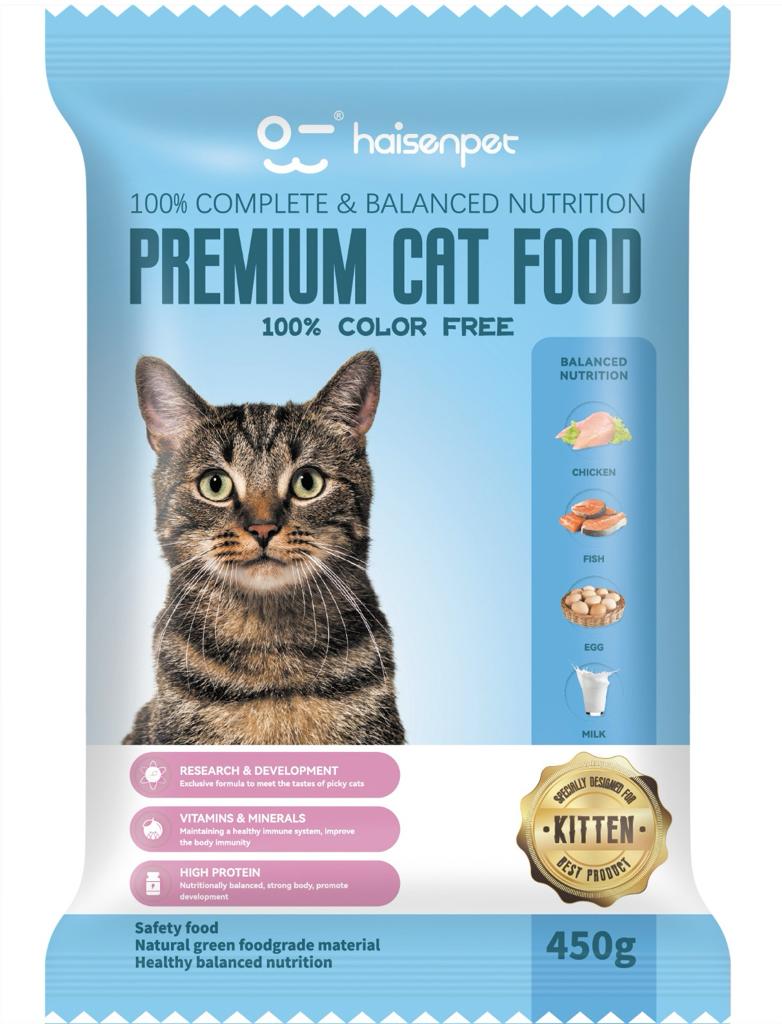 haisenpet®
100% COMPLETE & BALANCED NUTRITION
PREMIUM CAT FOOD
100% COLOR FREE
BALANCED
NUTRITION
CHICKEN
FISH
EGG
MILK
RESEARCH & DEVELOPMENT
Exclusive formula to meet the tastes of picky cats
VITAMINS & MINERALS
Maintaining a healthy immune system, improve
the body immunity
HIGH PROTEIN
Nutritionally balanced, strong body, promote
development
SPECIALLY DESIGNED FOR
KITTEN
BEST PRODUCT
Safety food
Natural green foodgrade material
Healthy balanced nutrition
450g